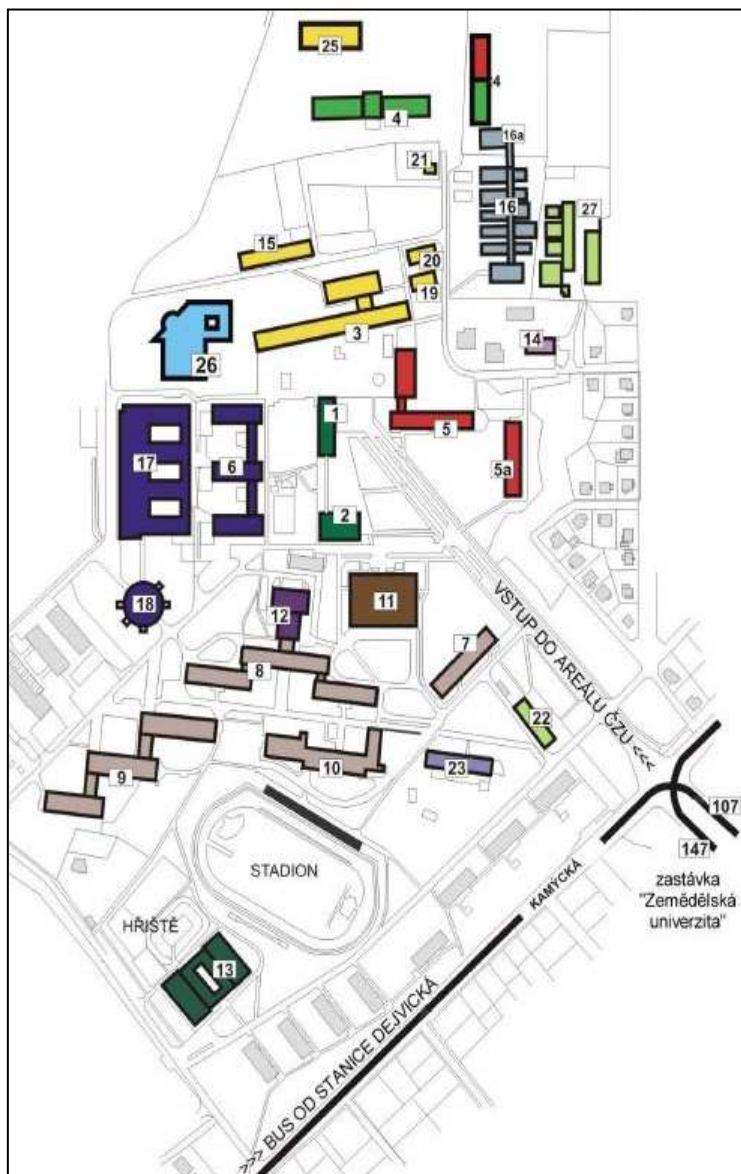 25
4
4
16a
21
16
27
15
20
19
3
14
26
1
5
17
6
5a
2
18
12
11
7
VSTUP DO AREÁLU ČZU <<<
8
22
9
10
23
107
147
STADION
KAMÝCKÁ
zastávka
"Zemědělská
univerzita"
HŘIŠTĚ
13
>>> BUS OD STANICE DEJVICKÁ